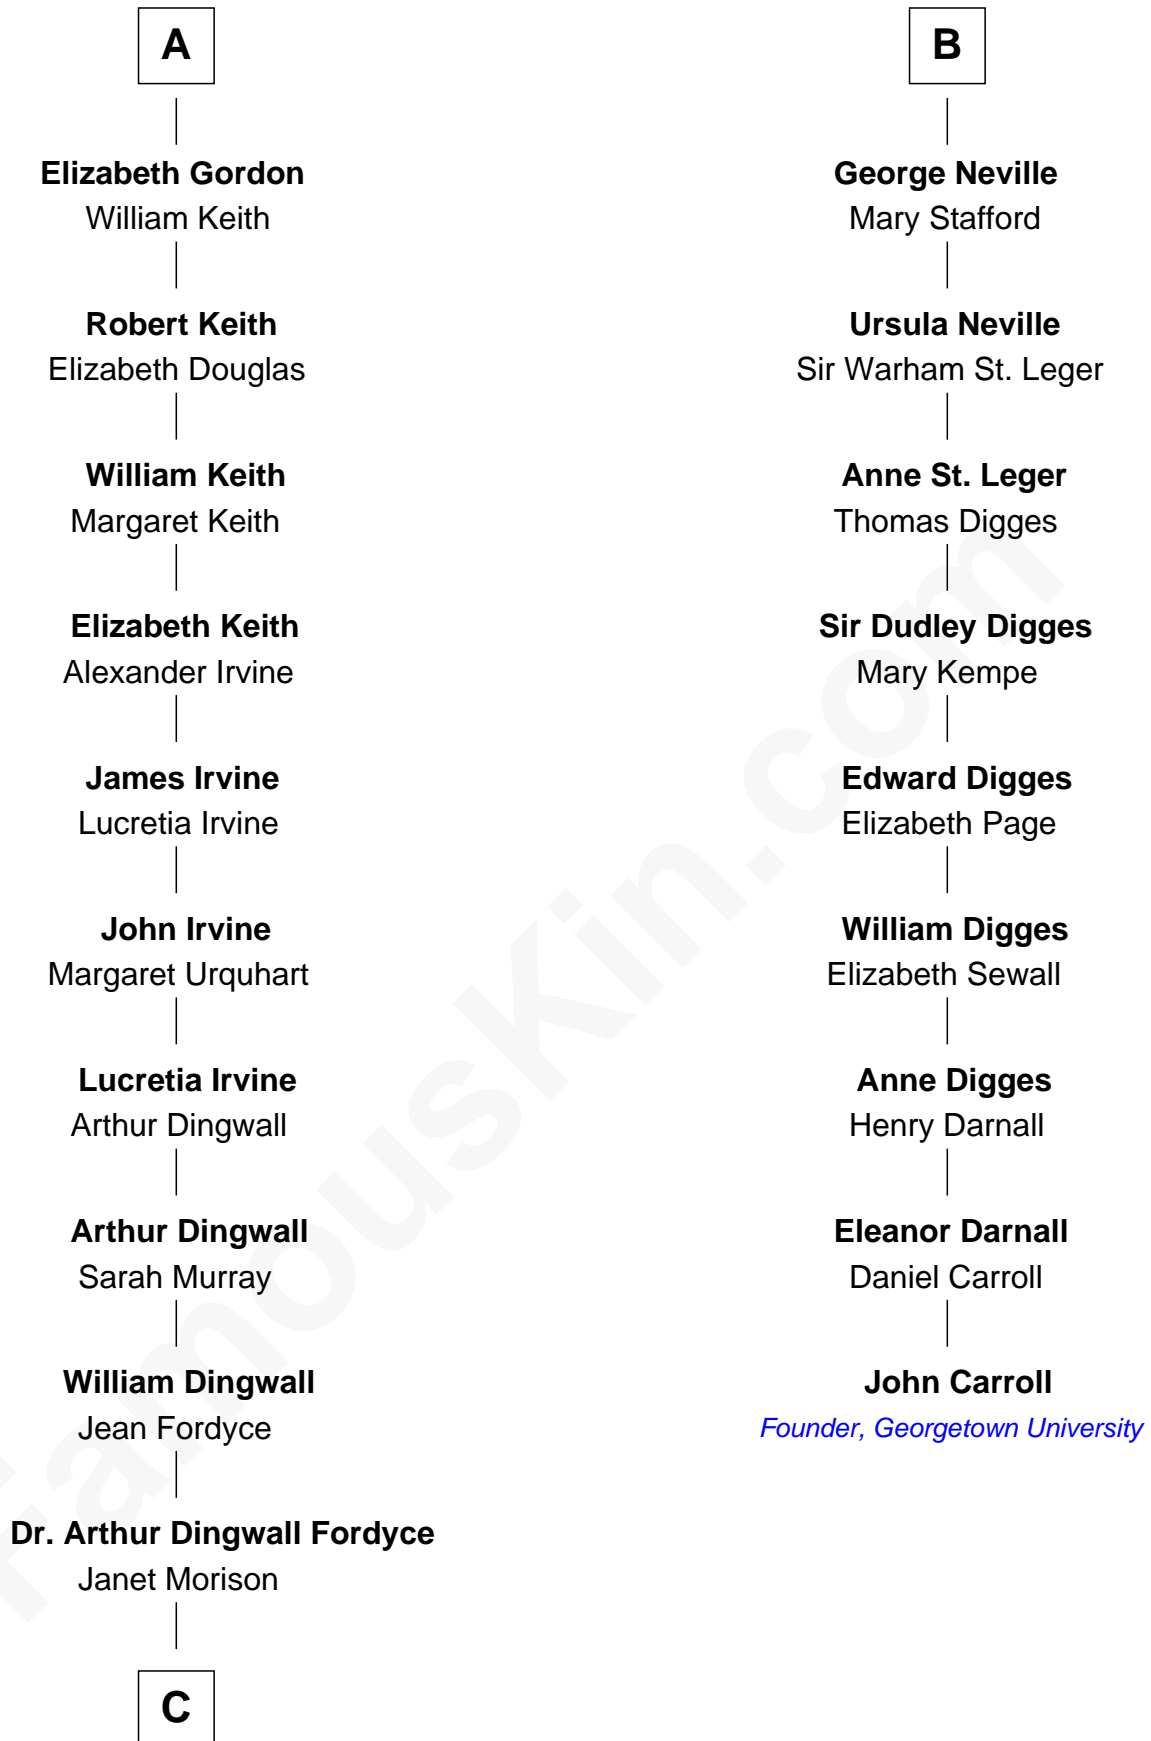 A
Elizabeth Gordon
William Keith
Robert Keith
Elizabeth Douglas
William Keith
Margaret Keith
Elizabeth Keith
Alexander Irvine
James Irvine
Lucretia Irvine
John Irvine
Margaret Urquhart
Lucretia Irvine
Arthur Dingwall
Arthur Dingwall
Sarah Murray
William Dingwall
Jean Fordyce
Dr. Arthur Dingwall Fordyce
Janet Morison
C
B
George Neville
Mary Stafford
Ursula Neville
Sir Warham St. Leger
Anne St. Leger
Thomas Digges
Sir Dudley Digges
Mary Kempe
Edward Digges
Elizabeth Page
William Digges
Elizabeth Sewall
Anne Digges
Henry Darnall
Eleanor Darnall
Daniel Carroll
John Carroll
Founder, Georgetown University
FamousKin.com